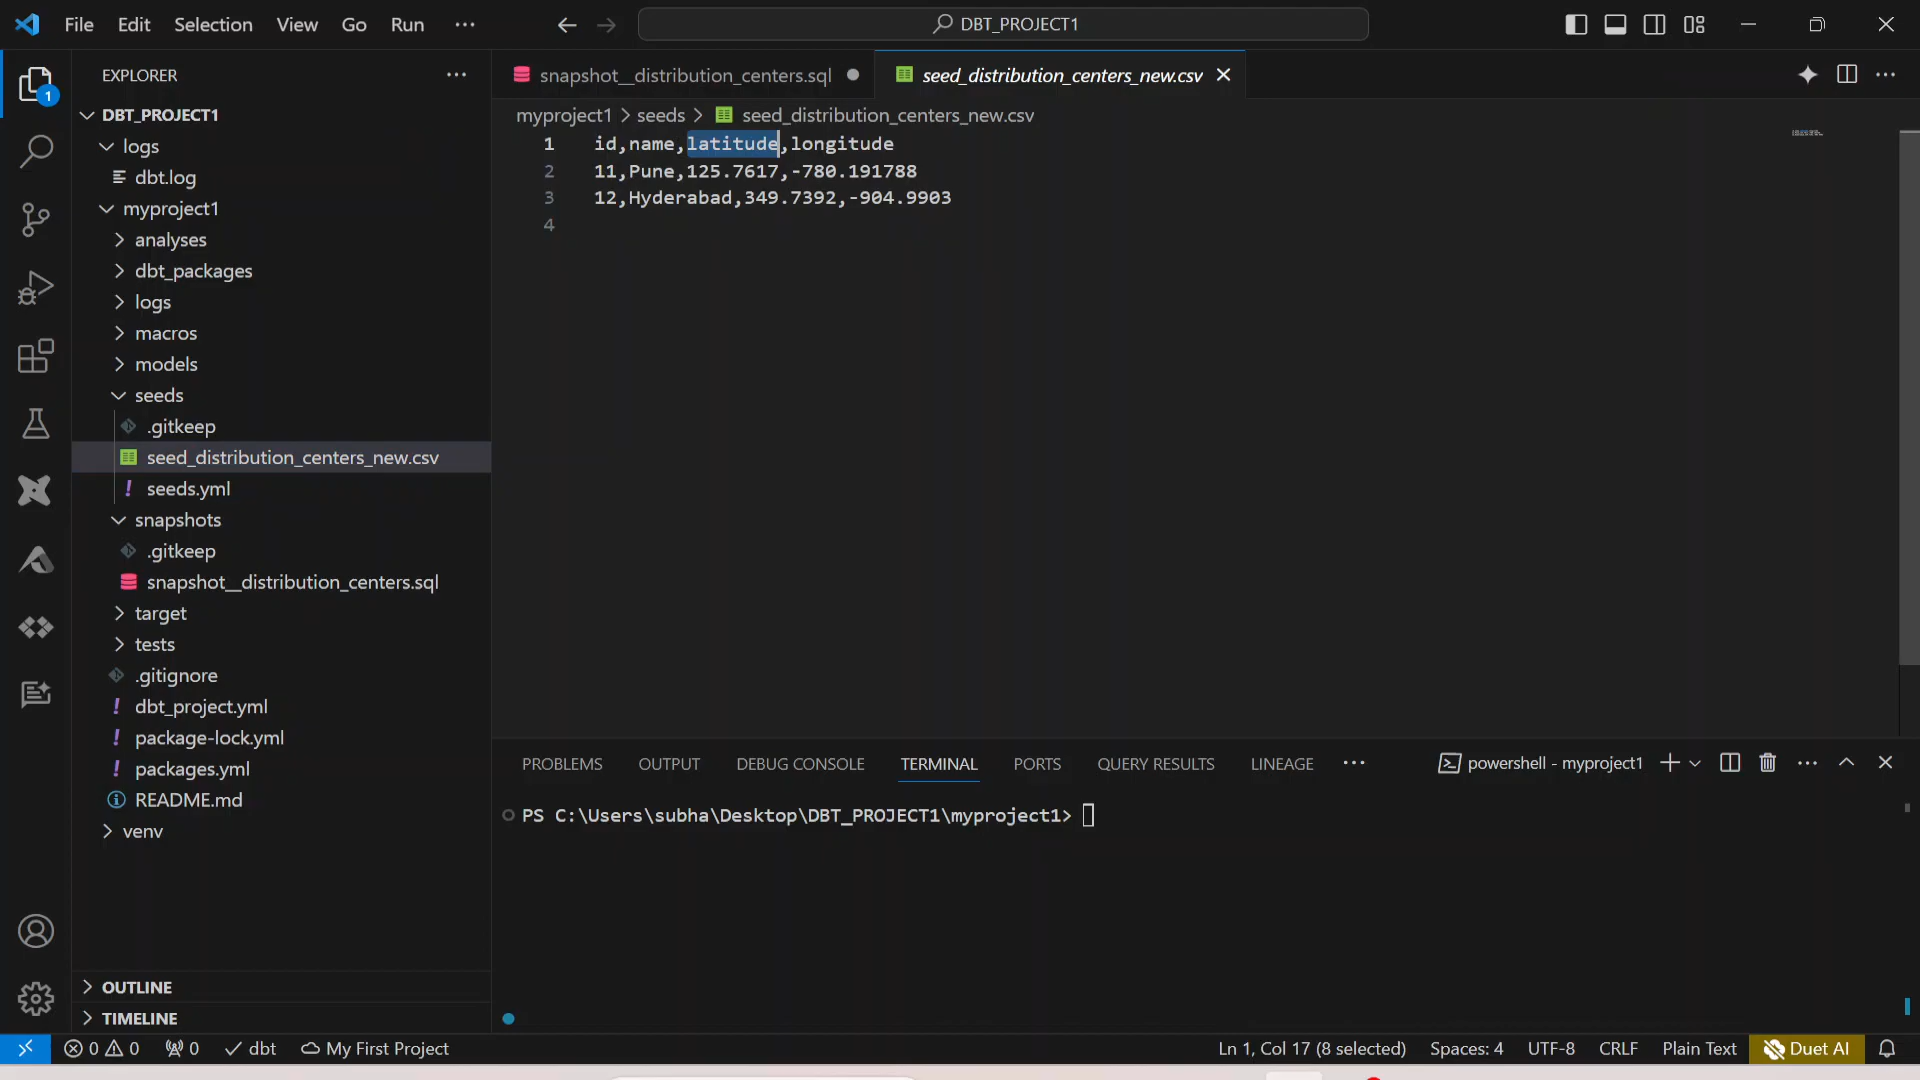 File Edit Selection View Go Run ···
DBT_PROJECT1
EXPLORER
1
DBT_PROJECT1
logs
dbt.log
myproject1
analyses
dbt_packages
logs
macros
models
seeds
.gitkeep
seed_distribution_centers_new.csv
! seeds.yml
snapshots
.gitkeep
snapshot__distribution_centers.sql
target
tests
.gitignore
! dbt_project.yml
! package-lock.yml
! packages.yml
README.md
venv
OUTLINE
TIMELINE
snapshot__distribution_centers.sql
seed_distribution_centers_new.csv
myproject1 > seeds > seed_distribution_centers_new.csv
1 id,name,latitude,longitude
2 11,Pune,125.7617,-780.191788
3 12,Hyderabad,349.7392,-904.9903
4
PROBLEMS OUTPUT DEBUG CONSOLE TERMINAL PORTS QUERY RESULTS LINEAGE ···
powershell - myproject1
PS C:\Users\subha\Desktop\DBT_PROJECT1\myproject1>
0 0 0 dbt My First Project
Ln 1, Col 17 (8 selected) Spaces: 4 UTF-8 CRLF Plain Text Duet AI